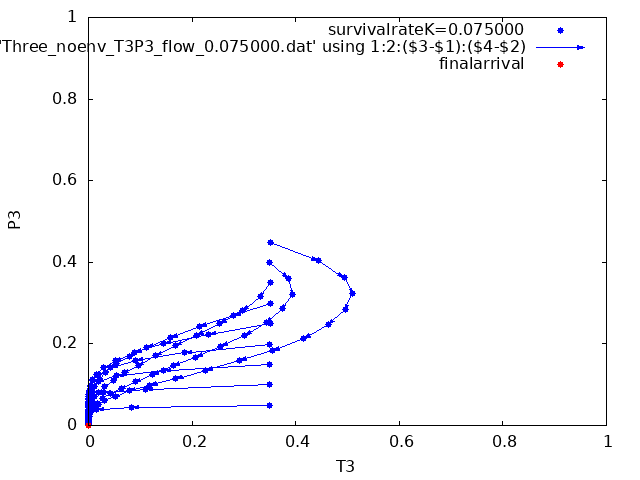 survivalrateK=0.075000
'Three_noenv_T3P3_flow_0.075000.dat' using 1:2:($3-$1):($4-$2)
finalarrival
1
0.8
0.6
0.4
0.2
0
P3
0 0.2 0.4 0.6 0.8 1
T3